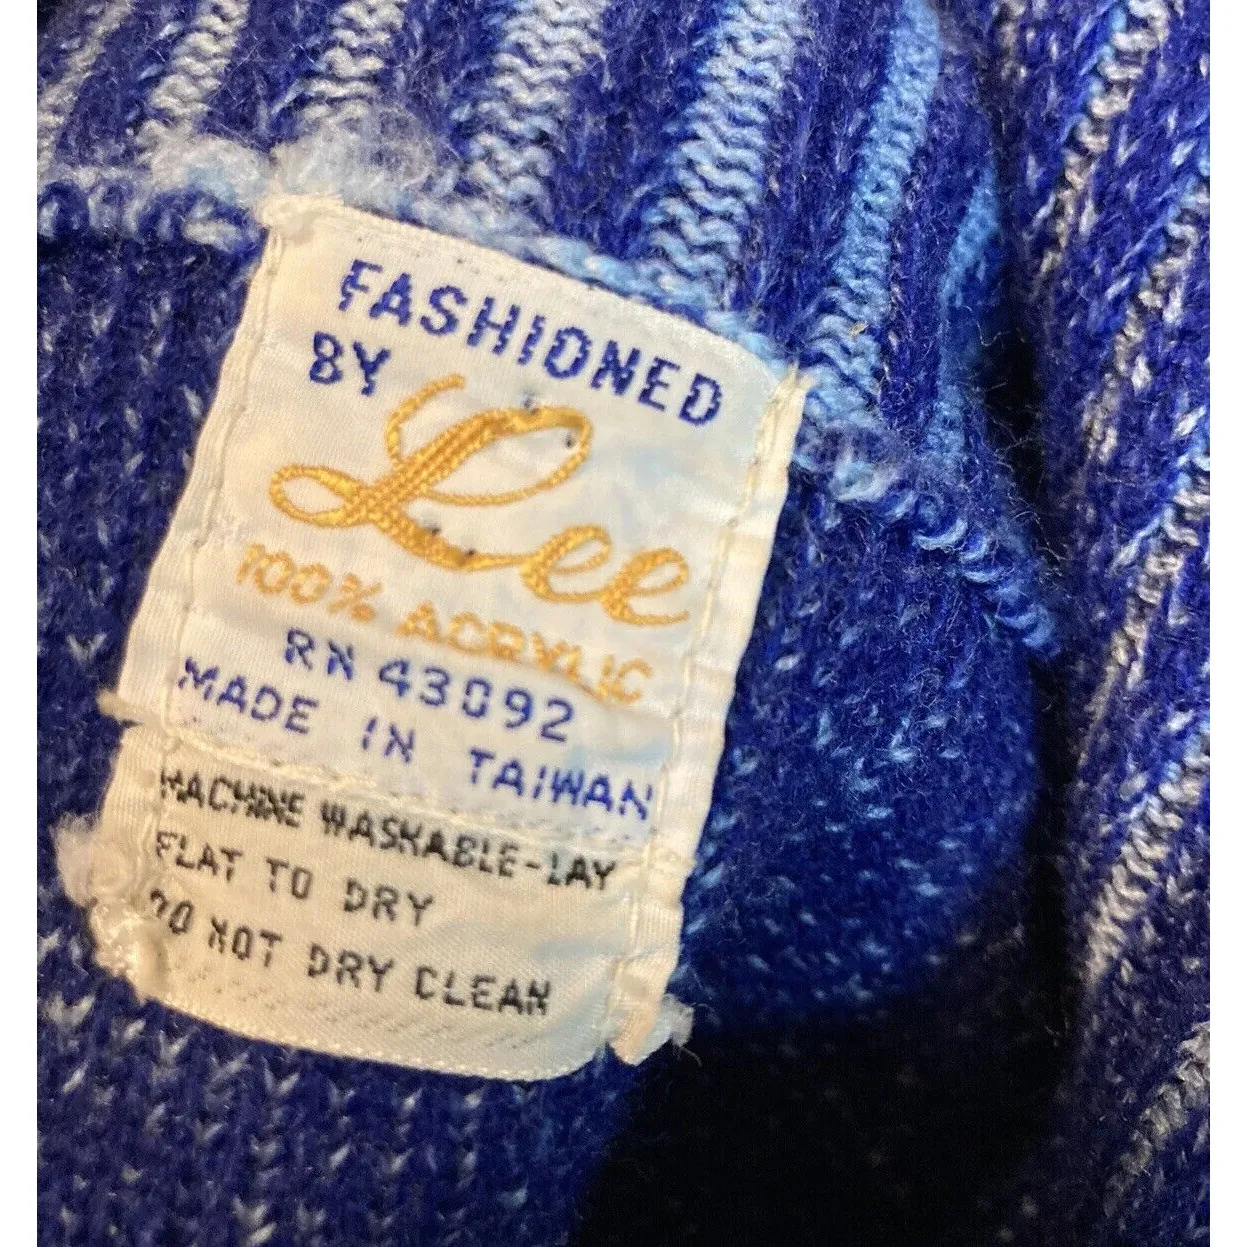 FASHIONED
BY Lee
100% ACRYLIC
RN 43092
MADE IN TAIWAN
MACHINE WASHABLE-LAY
FLAT TO DRY
DO NOT DRY CLEAN